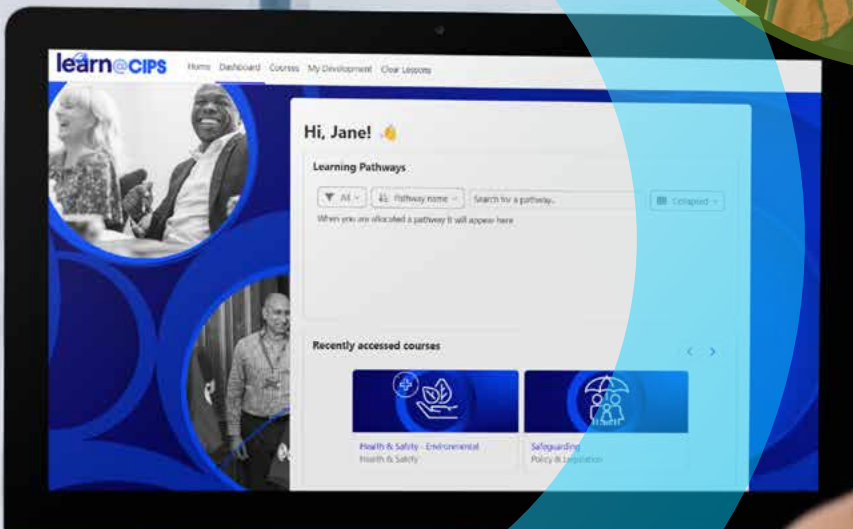 learn@CIPS
Home Dashboard Courses My Development Clear Lessons
Hi, Jane!
Learning Pathways
All Pathway name Search for a pathway.. Collapsed
When you are allocated a pathway it will appear here
Recently accessed courses
Health & Safety - Environmental
Health & Safety
Safeguarding
Policy & Legislation